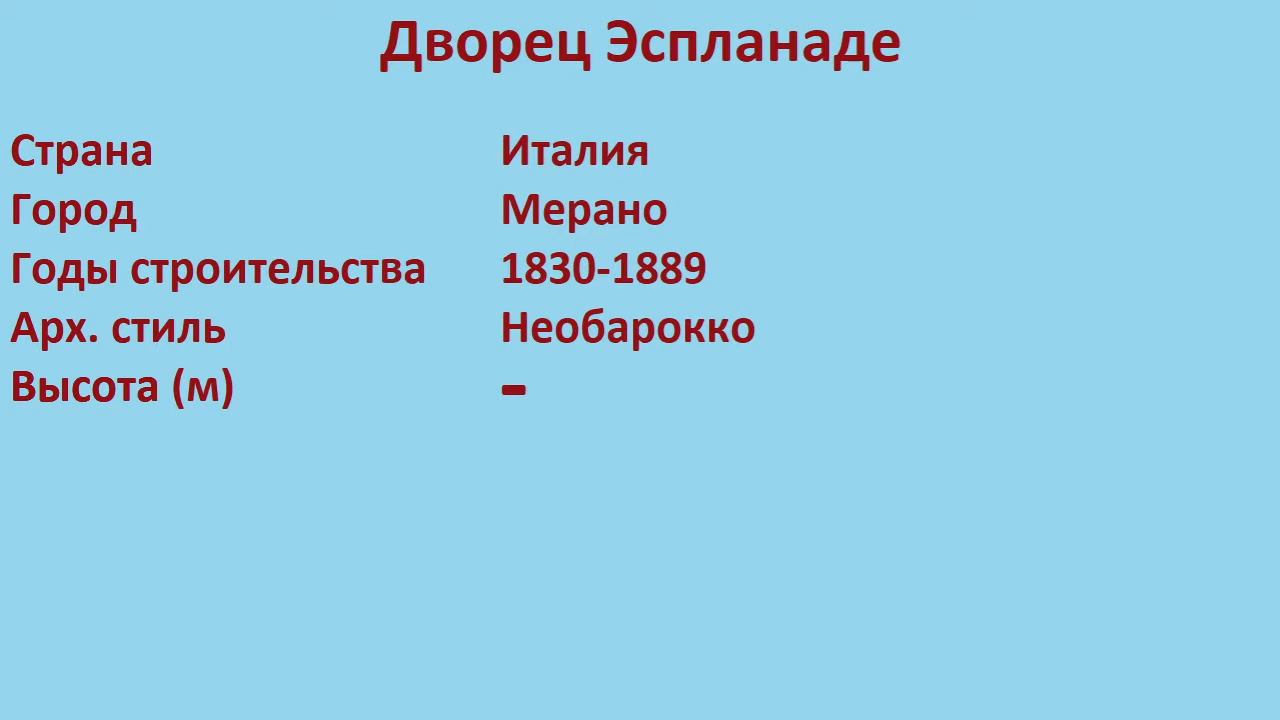 Дворец Эспланаде
Страна Италия
Город Мерано
Годы строительства 1830-1889
Арх. стиль Необарокко
Высота (м) -